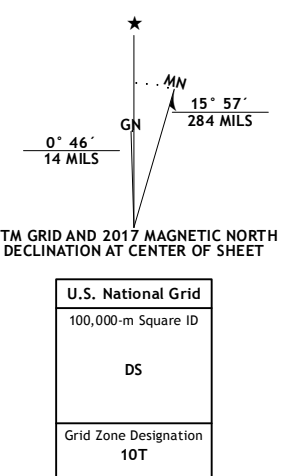 ★
MN
GN
15° 57´
284 MILS
0° 46´
14 MILS
TM GRID AND 2017 MAGNETIC NORTH
DECLINATION AT CENTER OF SHEET
U.S. National Grid
100,000-m Square ID
DS
Grid Zone Designation
10T